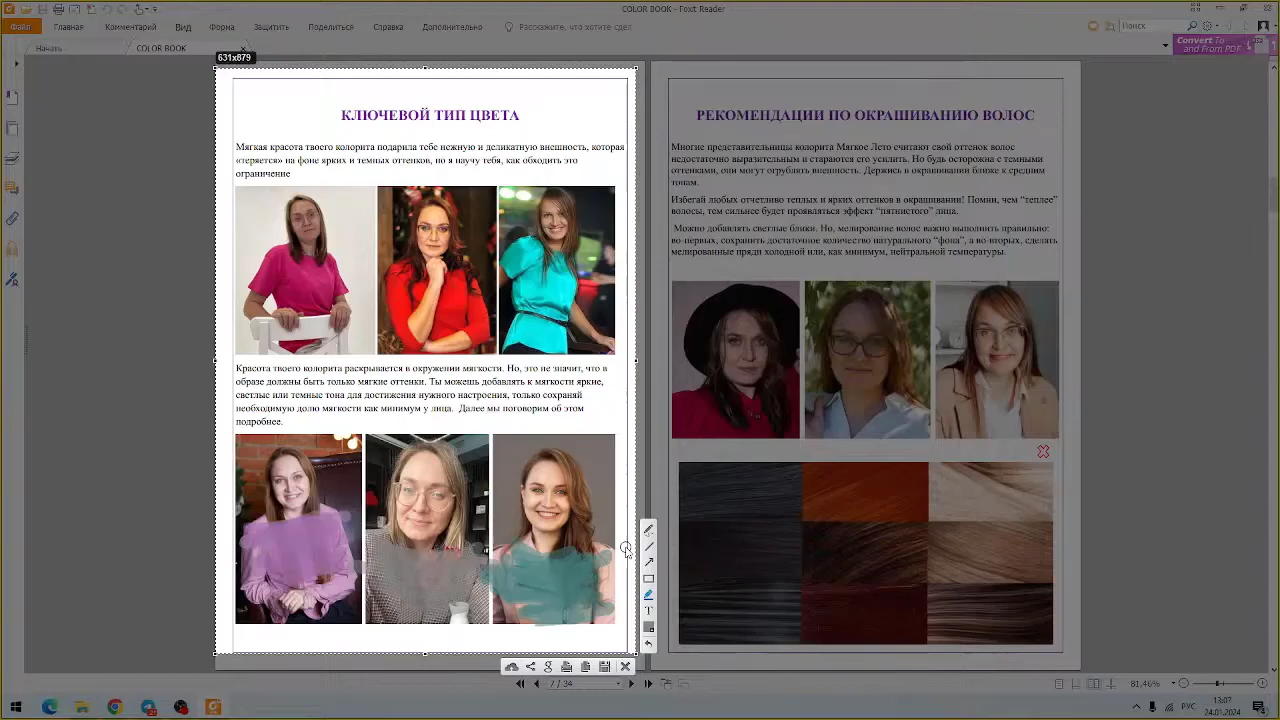 COLOR BOOK - Foxit Reader
Файл
Главная
Комментарий
Вид
Форма
Защитить
Поделиться
Справка
Дополнительно
Расскажите, что хотите сдел
Поиск
Начать
COLOR BOOK
Convert To
and From PDF
PDF
631x879
КЛЮЧЕВОЙ ТИП ЦВЕТА
Мягкая красота твоего колорита подарила тебе нежную и деликатную внешность, которая
«теряется» на фоне ярких и темных оттенков, но я научу тебя, как обходить это
ограничение
Красота твоего колорита раскрывается в окружении мягкости. Но, это не значит, что в
образе должны быть только мягкие оттенки. Ты можешь добавлять к мягкости яркие,
светлые или темные тона для достижения нужного настроения, только сохраняй
необходимую долю мягкости как минимум у лица. Далее мы поговорим об этом
подробнее.
РЕКОМЕНДАЦИИ ПО ОКРАШИВАНИЮ ВОЛОС
Многие представительницы колорита Мягкое Лето считают свой оттенок волос
недостаточно выразительным и стараются его усилить. Но будь осторожна с темными
оттенками, они могут огрубить внешность. Держись в окрашивании ближе к средним
тонам.
Избегай любых отчетливо теплых и ярких оттенков в окрашивании! Помни, чем “теплее”
волосы, тем сильнее будет проявляться эффект “пятнистого” лица.
Можно добавлять светлые блики. Но, мелирование волос важно выполнить правильно:
во-первых, сохранить достаточное количество натурального “фона”, а во-вторых, сделать
мелированные пряди холодной или, как минимум, нейтральной температуры.
7 / 34
81,46%
РУС
13:07
24.01.2024